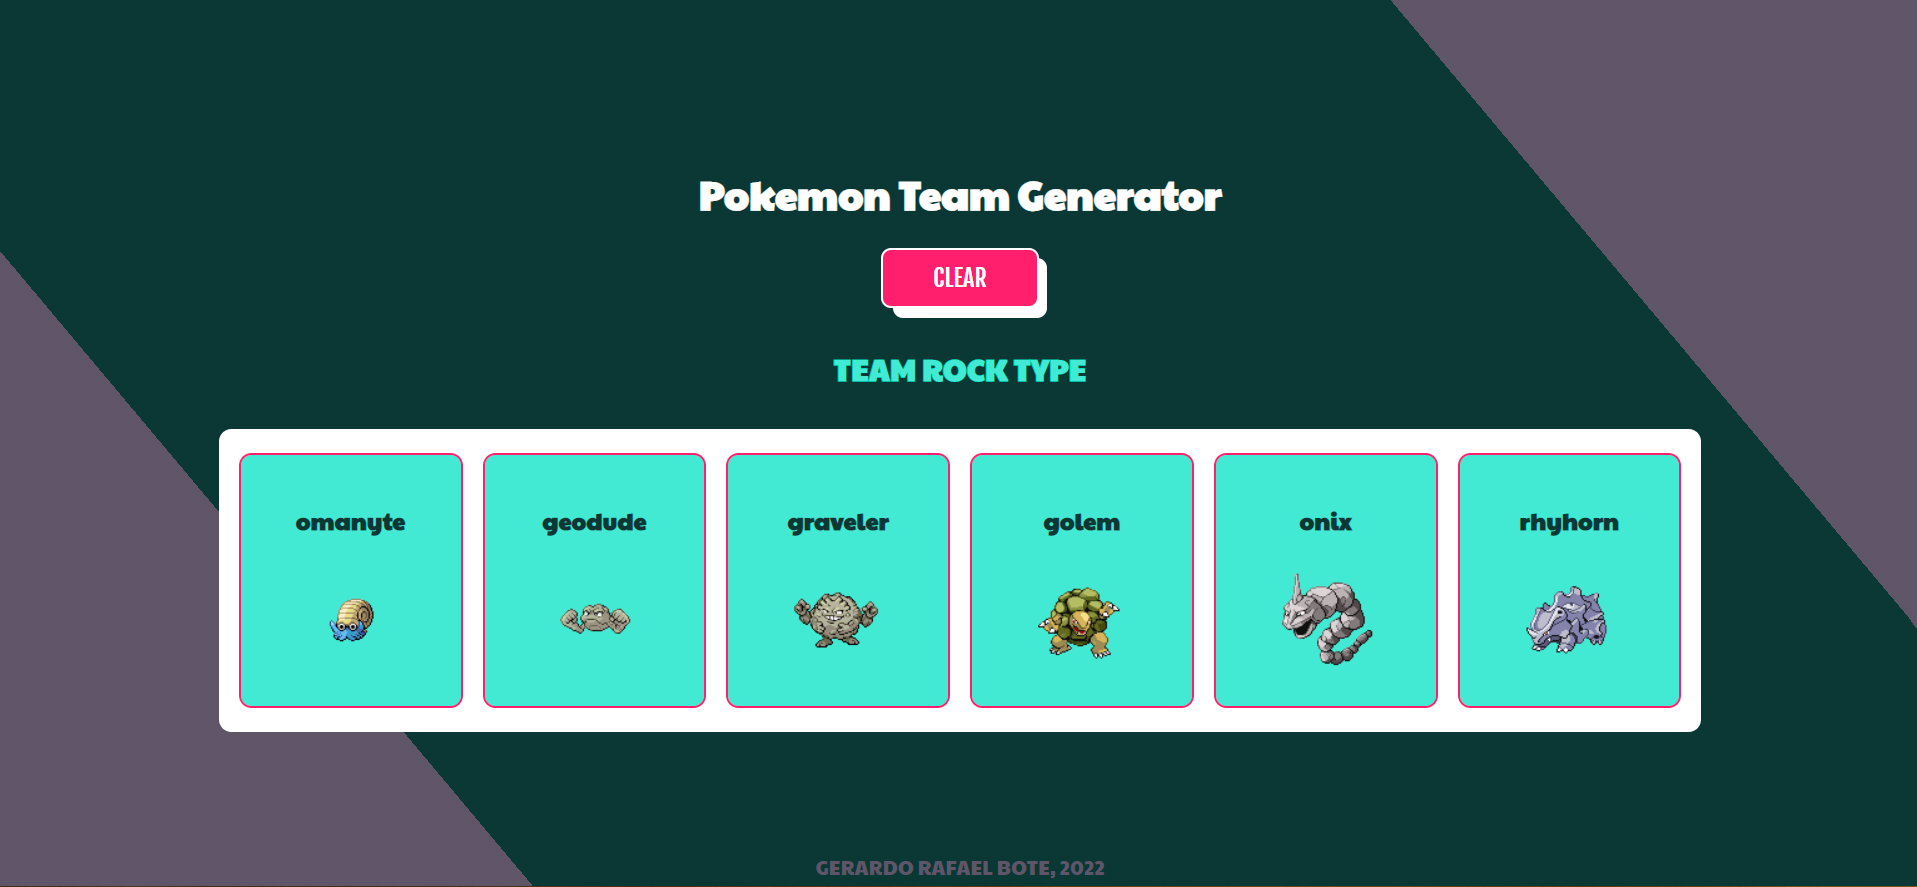 Pokemon Team Generator
CLEAR
TEAM ROCK TYPE
omanyte
geodude
graveler
golem
onix
rhyhorn
GERARDO RAFAEL BOTE, 2022